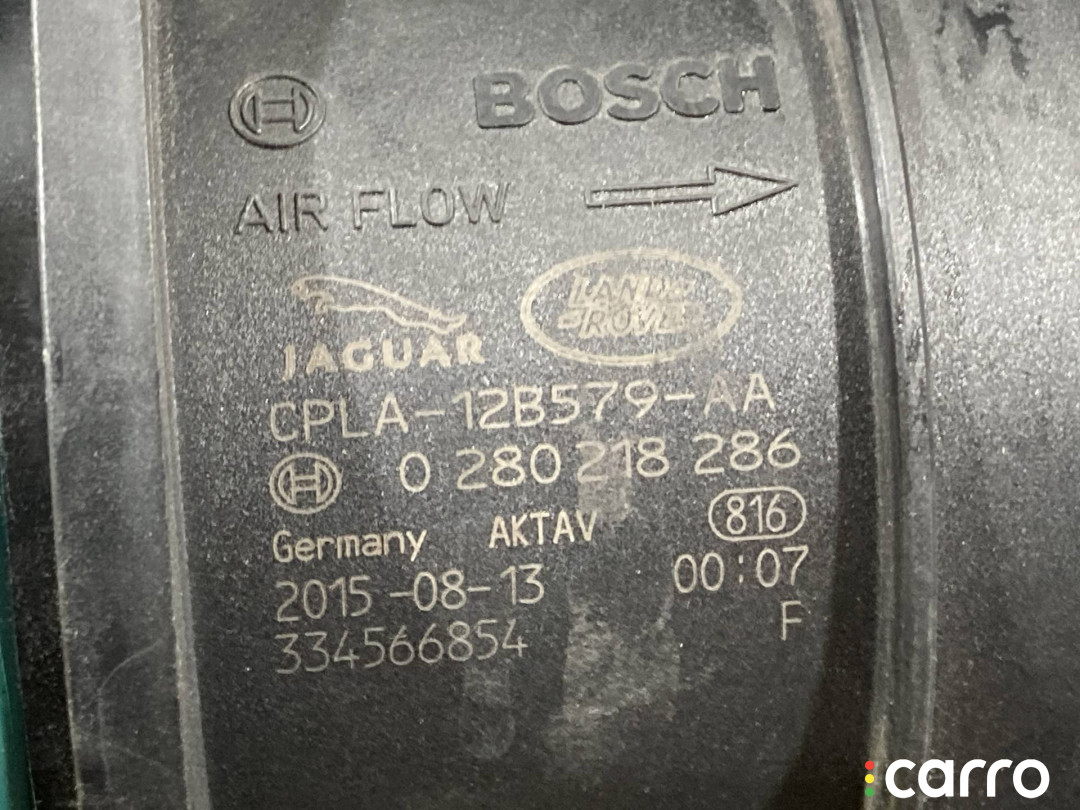 BOSCH
AIR FLOW
JAGUAR
LAND
ROVER
CPLA-12B579-AA
0 280 218 286
816
Germany AKTAV
2015-08-13 00:07
F
334566854
carro